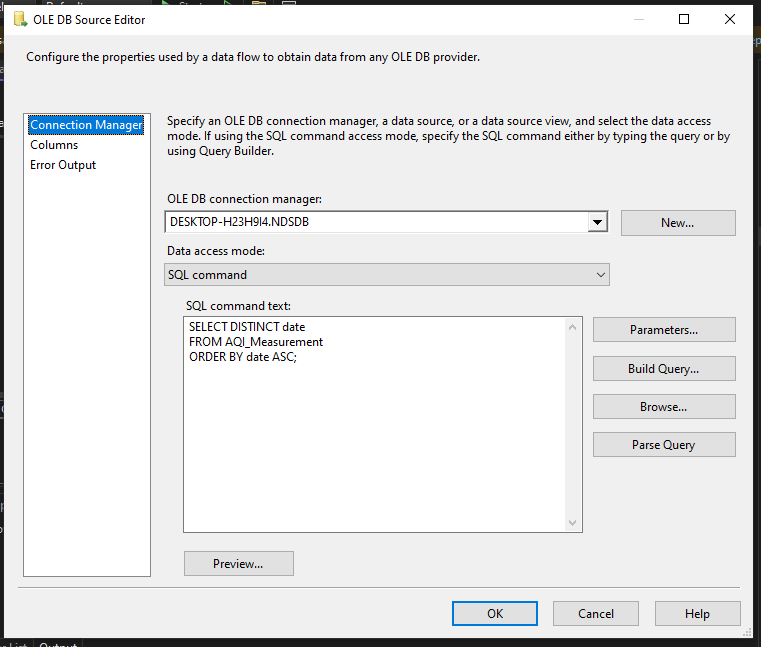 OLE DB Source Editor
Configure the properties used by a data flow to obtain data from any OLE DB provider.
Connection Manager
Columns
Error Output
Specify an OLE DB connection manager, a data source, or a data source view, and select the data access
mode. If using the SQL command access mode, specify the SQL command either by typing the query or by
using Query Builder.
OLE DB connection manager:
DESKTOP-H23H9I4.NDSDB
New...
Data access mode:
SQL command
SQL command text:
SELECT DISTINCT date
FROM AQI_Measurement
ORDER BY date ASC;
Parameters...
Build Query...
Browse...
Parse Query
Preview...
OK
Cancel
Help